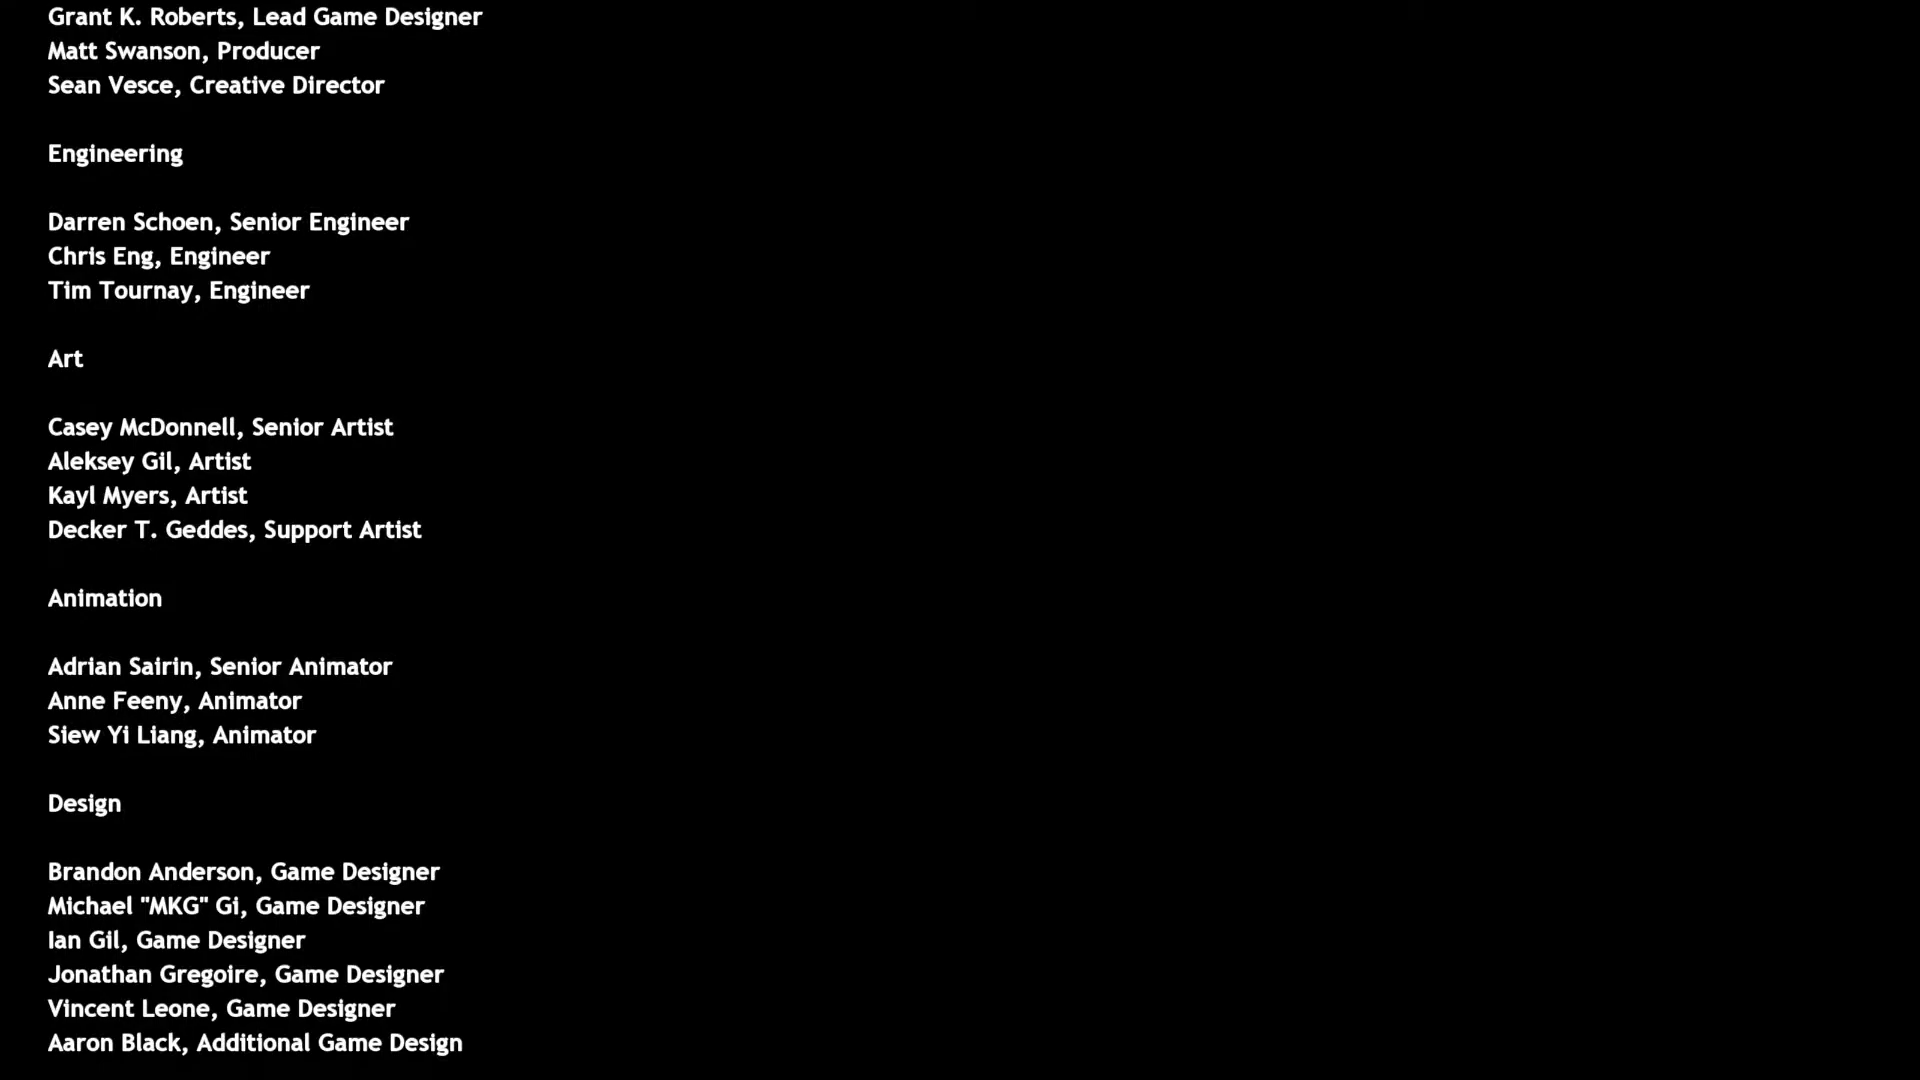 Grant K. Roberts, Lead Game Designer
Matt Swanson, Producer
Sean Vesce, Creative Director
Engineering
Darren Schoen, Senior Engineer
Chris Eng, Engineer
Tim Tournay, Engineer
Art
Casey McDonnell, Senior Artist
Aleksey Gil, Artist
Kayl Myers, Artist
Decker T. Geddes, Support Artist
Animation
Adrian Sairin, Senior Animator
Anne Feeny, Animator
Siew Yi Liang, Animator
Design
Brandon Anderson, Game Designer
Michael "MKG" Gi, Game Designer
Ian Gil, Game Designer
Jonathan Gregoire, Game Designer
Vincent Leone, Game Designer
Aaron Black, Additional Game Design